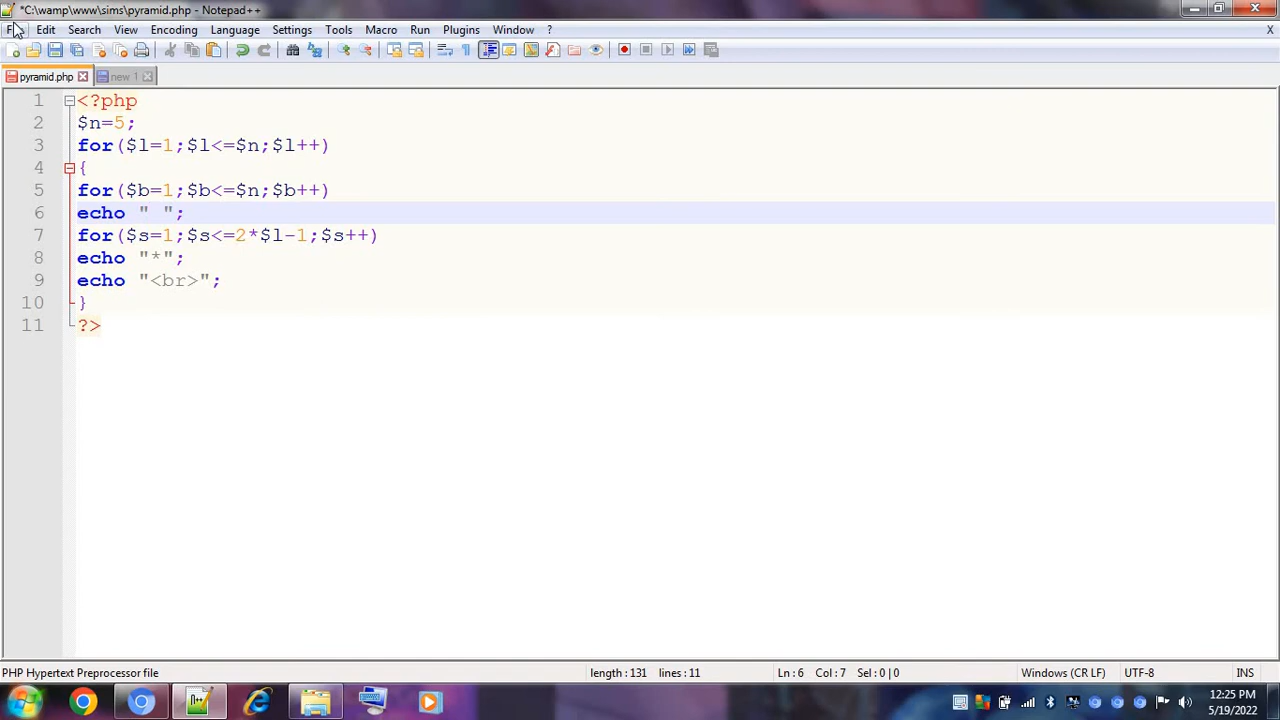 *C:\wamp\www\sims\pyramid.php - Notepad++
Edit Search View Encoding Language Settings Tools Macro Run Plugins Window ? X
pyramid.php new 1
1 <?php
2 $n=5;
3 for($l=1;$l<=$n;$l++)
4 {
5 for($b=1;$b<=$n;$b++)
6 echo " ";
7 for($s=1;$s<=2*$l-1;$s++)
8 echo "*";
9 echo "<br>";
10 }
11 ?>
PHP Hypertext Preprocessor file length : 131 lines : 11 Ln : 6 Col : 7 Sel : 0 | 0 Windows (CR LF) UTF-8 INS
12:25 PM
5/19/2022